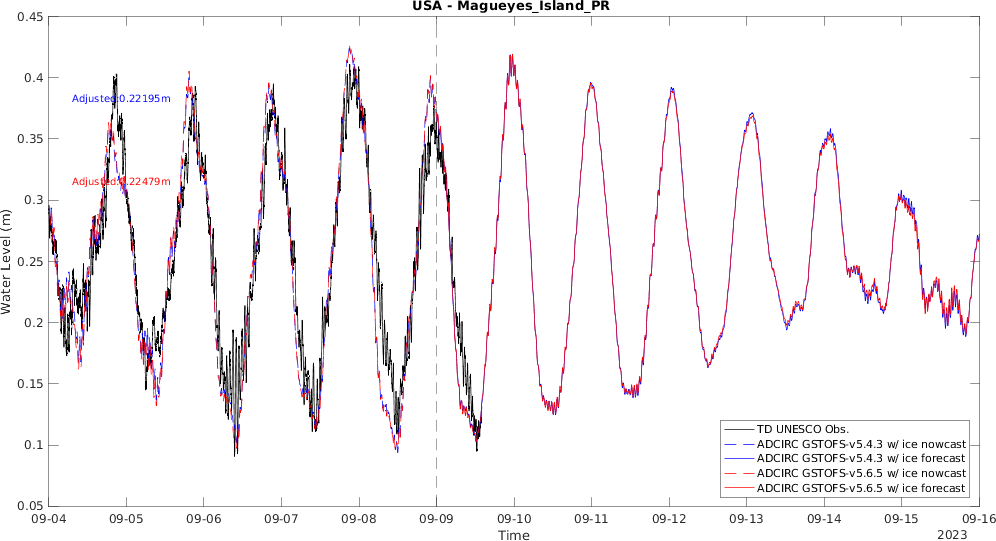 USA - Magueyes_Island_PR
0.45
0.4
0.35
0.3
0.25
0.2
0.15
0.1
0.05
Water Level (m)
Adjusted:0.22195m
Adjusted:0.22479m
TD UNESCO Obs.
ADCIRC GSTOFS-v5.4.3 w/ ice nowcast
ADCIRC GSTOFS-v5.4.3 w/ ice forecast
ADCIRC GSTOFS-v5.6.5 w/ ice nowcast
ADCIRC GSTOFS-v5.6.5 w/ ice forecast
09-04 09-05 09-06 09-07 09-08 09-09 09-10 09-11 09-12 09-13 09-14 09-15 09-16
Time
2023